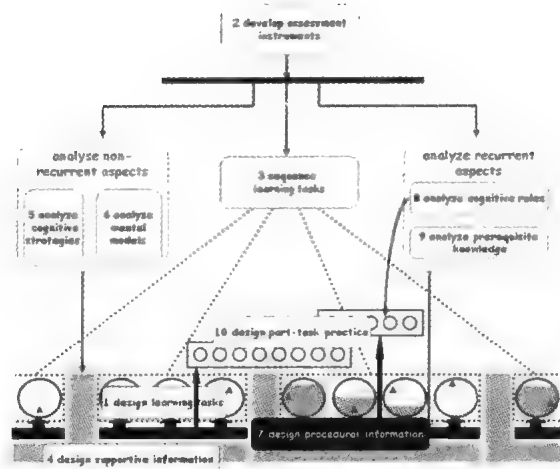 2 develop assessment
instruments
analyse non-
recurrent aspects
5 analyze
cognitive
strategies
6 analyze
mental
models
3 sequence
learning tasks
analyze recurrent
aspects
8 analyze cognitive rules
9 analyze prerequisite
knowledge
10 design part-task practice
1 design learning tasks
7 design procedural information
4 design supportive information